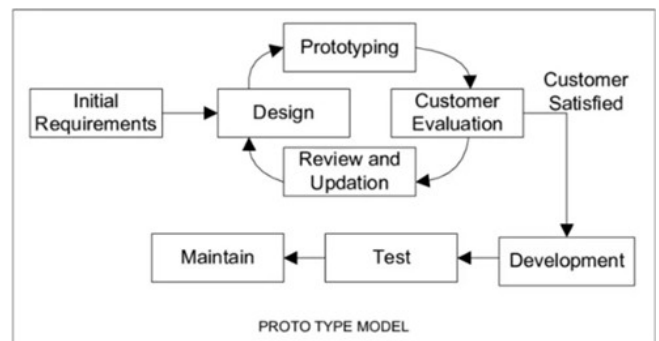 Prototyping
Customer
Satisfied
Initial
Requirements
Design
Customer
Evaluation
Review and
Updation
Maintain
Test
Development
PROTO TYPE MODEL